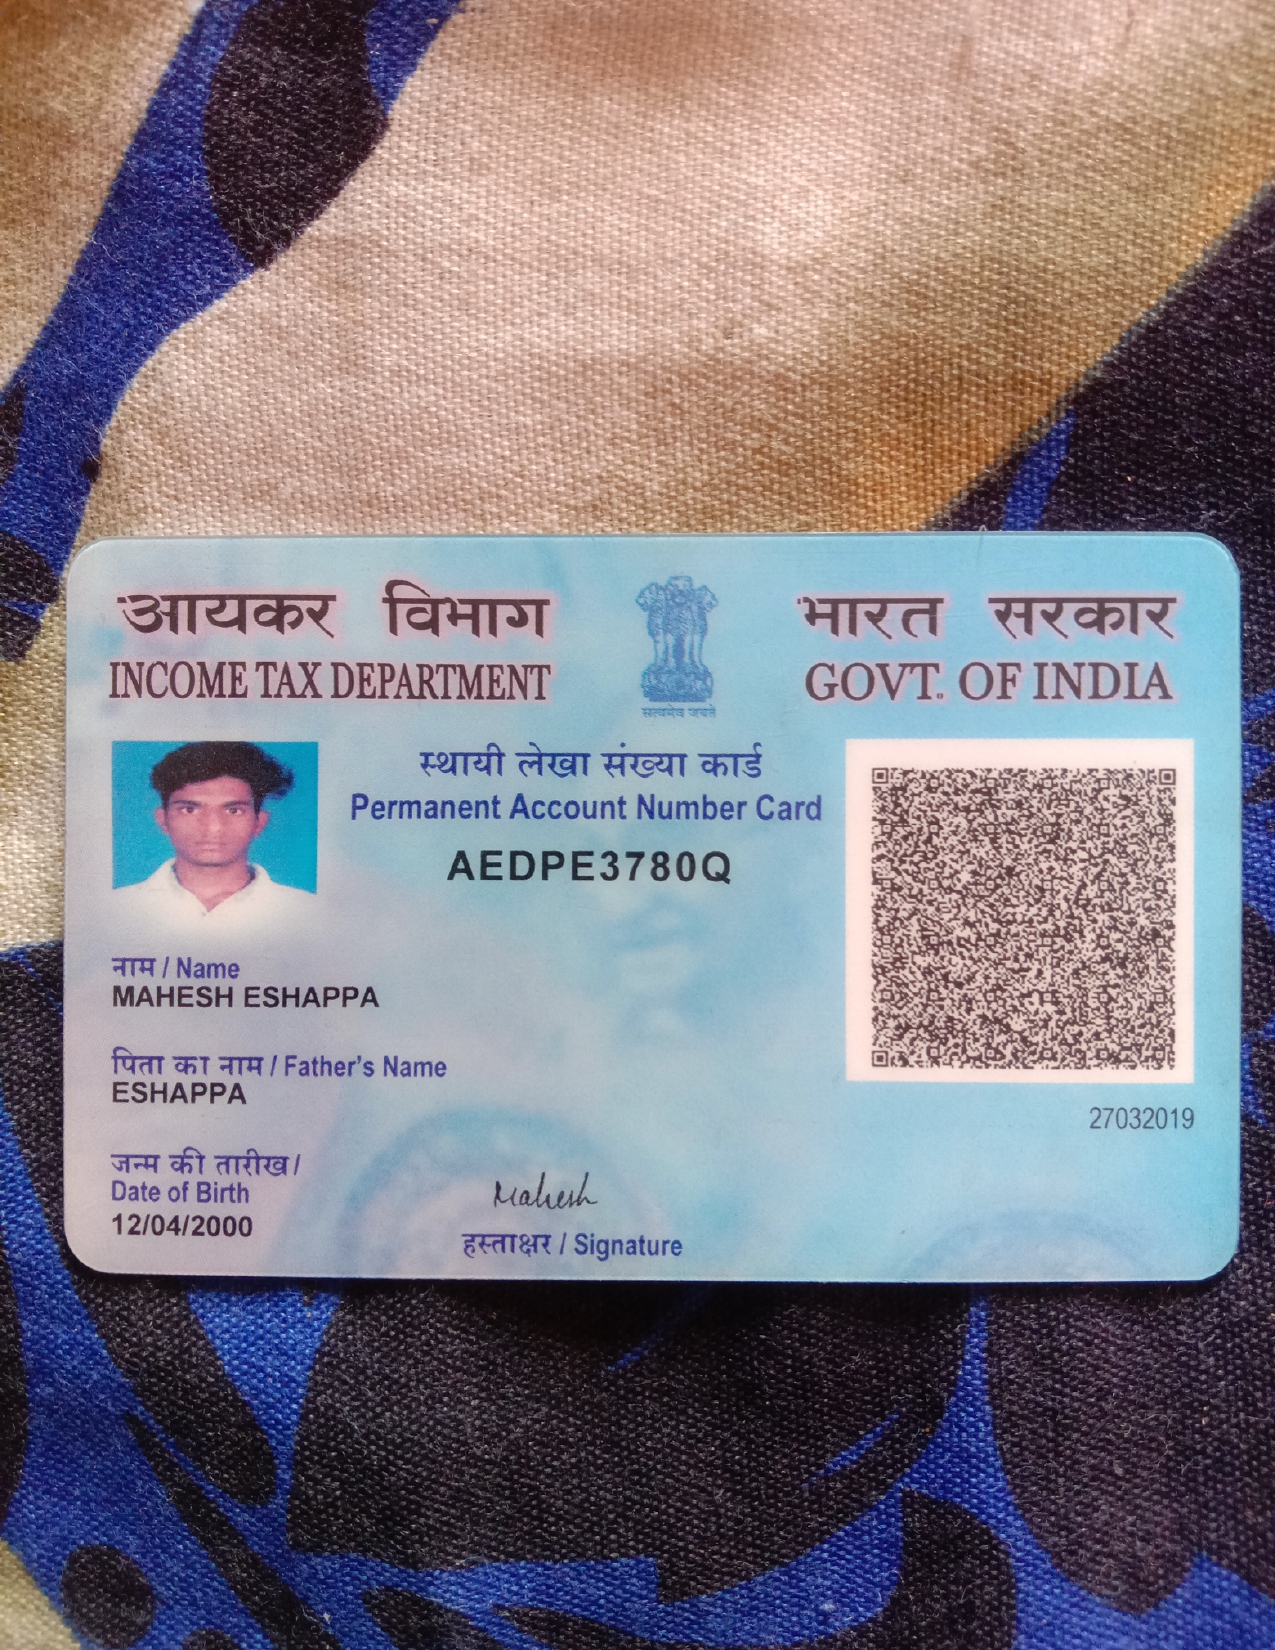 आयकर विभाग
INCOME TAX DEPARTMENT
भारत सरकार
GOVT. OF INDIA
सत्यमेव जयते
स्थायी लेखा संख्या कार्ड
Permanent Account Number Card
AEDPE3780Q
नाम / Name
MAHESH ESHAPPA
पिता का नाम / Father's Name
ESHAPPA
27032019
जन्म की तारीख /
Date of Birth
12/04/2000
Mahesh
हस्ताक्षर / Signature